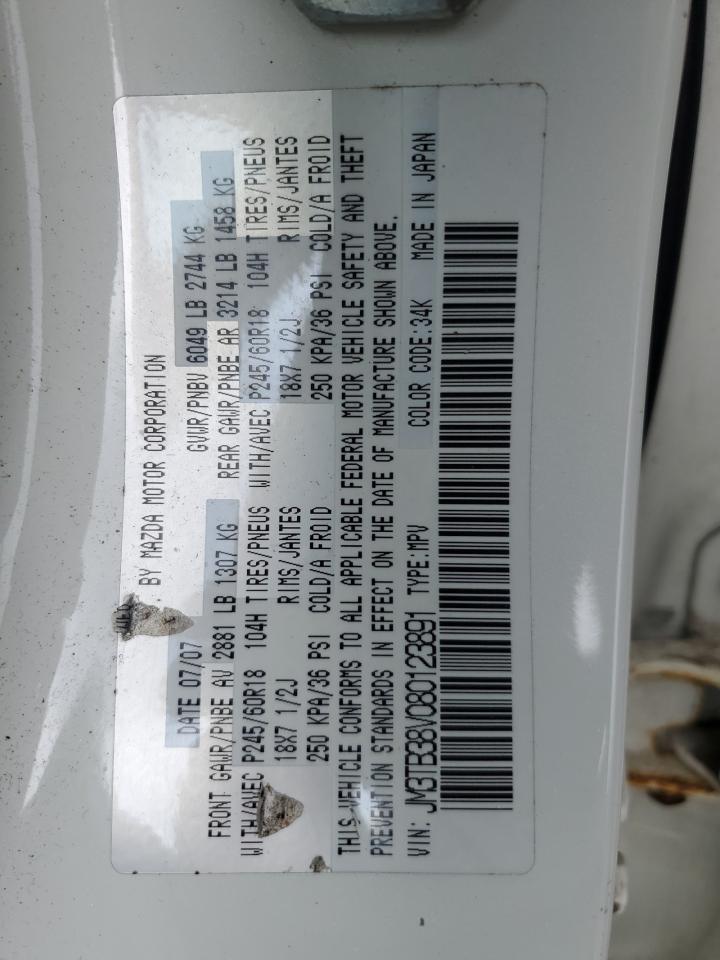 BY MAZDA MOTOR CORPORATION
DATE 07/07 GVWR/PNBV 6049 LB 2744 KG
FRONT GAWR/PNBE AV 2881 LB 1307 KG REAR GAWR/PNBE AR 3214 LB 1458 KG
WITH/AVEC P245/60R18 104H TIRES/PNEUS WITH/AVEC P245/60R18 104H TIRES/PNEUS
18X7 1/2J RIMS/JANTES 18X7 1/2J RIMS/JANTES
250 KPA/36 PSI COLD/A FROID 250 KPA/36 PSI COLD/A FROID
THIS VEHICLE CONFORMS TO ALL APPLICABLE FEDERAL MOTOR VEHICLE SAFETY AND THEFT
PREVENTION STANDARDS IN EFFECT ON THE DATE OF MANUFACTURE SHOWN ABOVE.
VIN: JM3TB38V080123891 TYPE:MPV COLOR CODE:34K MADE IN JAPAN